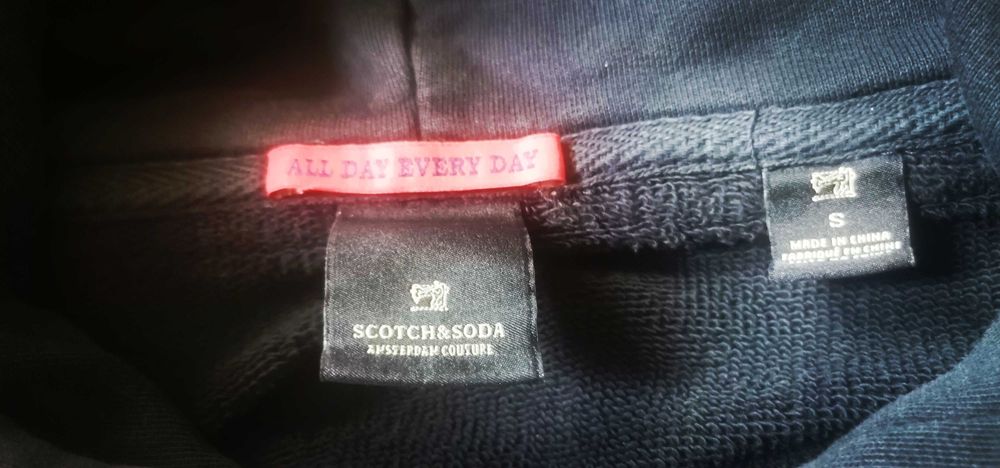 ALL DAY EVERY DAY
SCOTCH&SODA
AMSTERDAM COUTURE
S
MADE IN CHINA
FABRIQUÉ EN CHINE